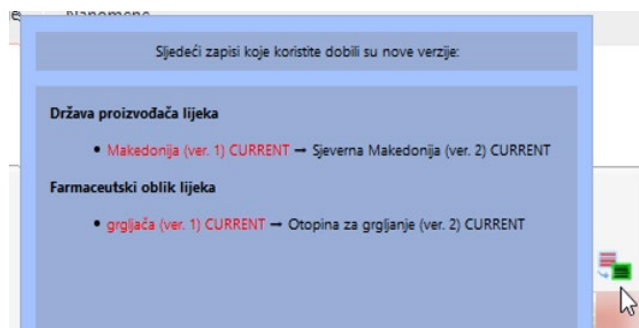 Napomene
Sljedeći zapisi koje koristite dobili su nove verzije:
Država proizvođača lijeka
• Makedonija (ver. 1) CURRENT → Sjeverna Makedonija (ver. 2) CURRENT
Farmaceutski oblik lijeka
• grgljača (ver. 1) CURRENT → Otopina za grgljanje (ver. 2) CURRENT